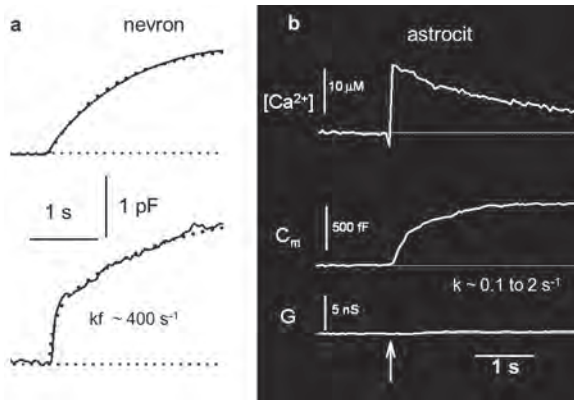 a nevron
1 s
1 pF
kf ~ 400 s⁻¹
b astrocit
10 µM
[Ca²⁺]
500 fF
Cₘ
k ~ 0.1 to 2 s⁻¹
5 nS
G
1 s